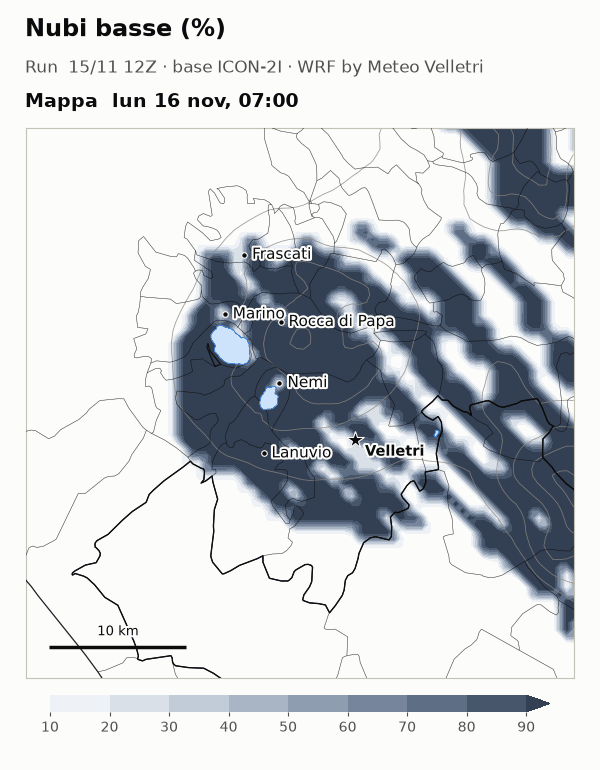 Nubi basse (%)
Run  15/11 12Z · base ICON-2I · WRF by Meteo Velletri
Mappa  lun 16 nov, 07:00
Frascati
Marino
Rocca di Papa
Nemi
Velletri
Lanuvio
10 km
10 20 30 40 50 60 70 80 90